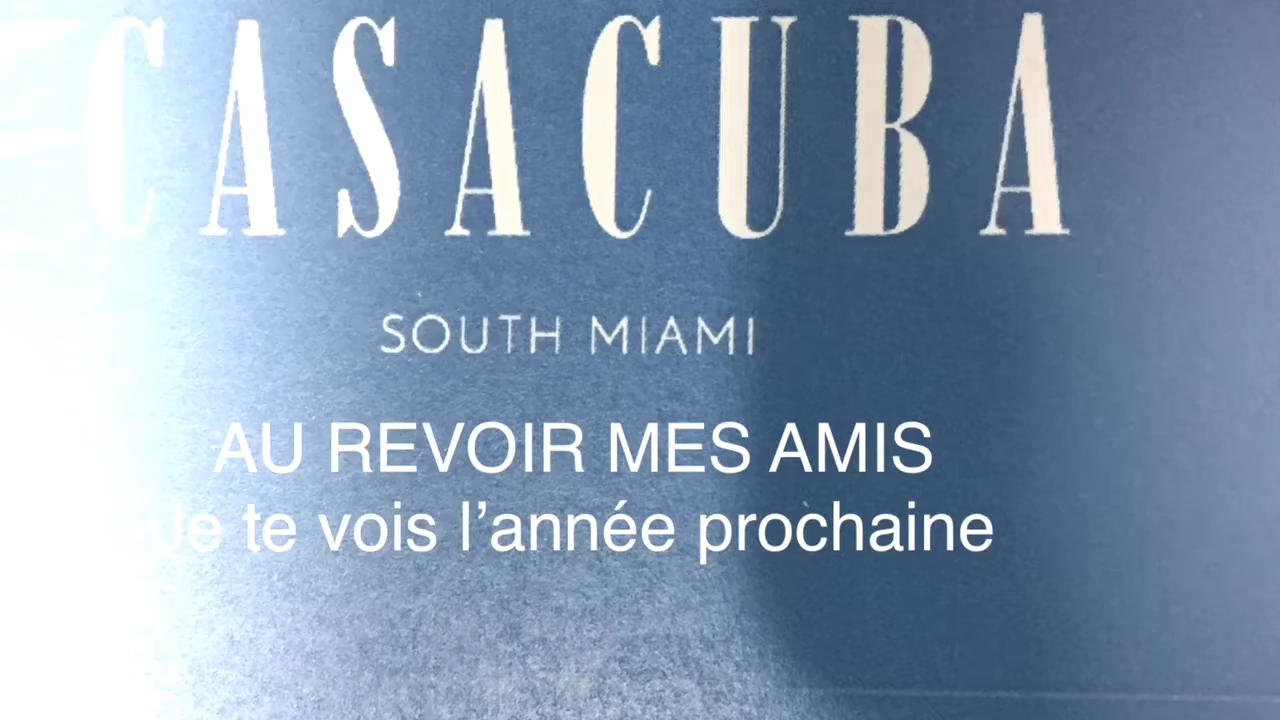 CASACUBA
SOUTH MIAMI
AU REVOIR MES AMIS
Je te vois l’année prochaine